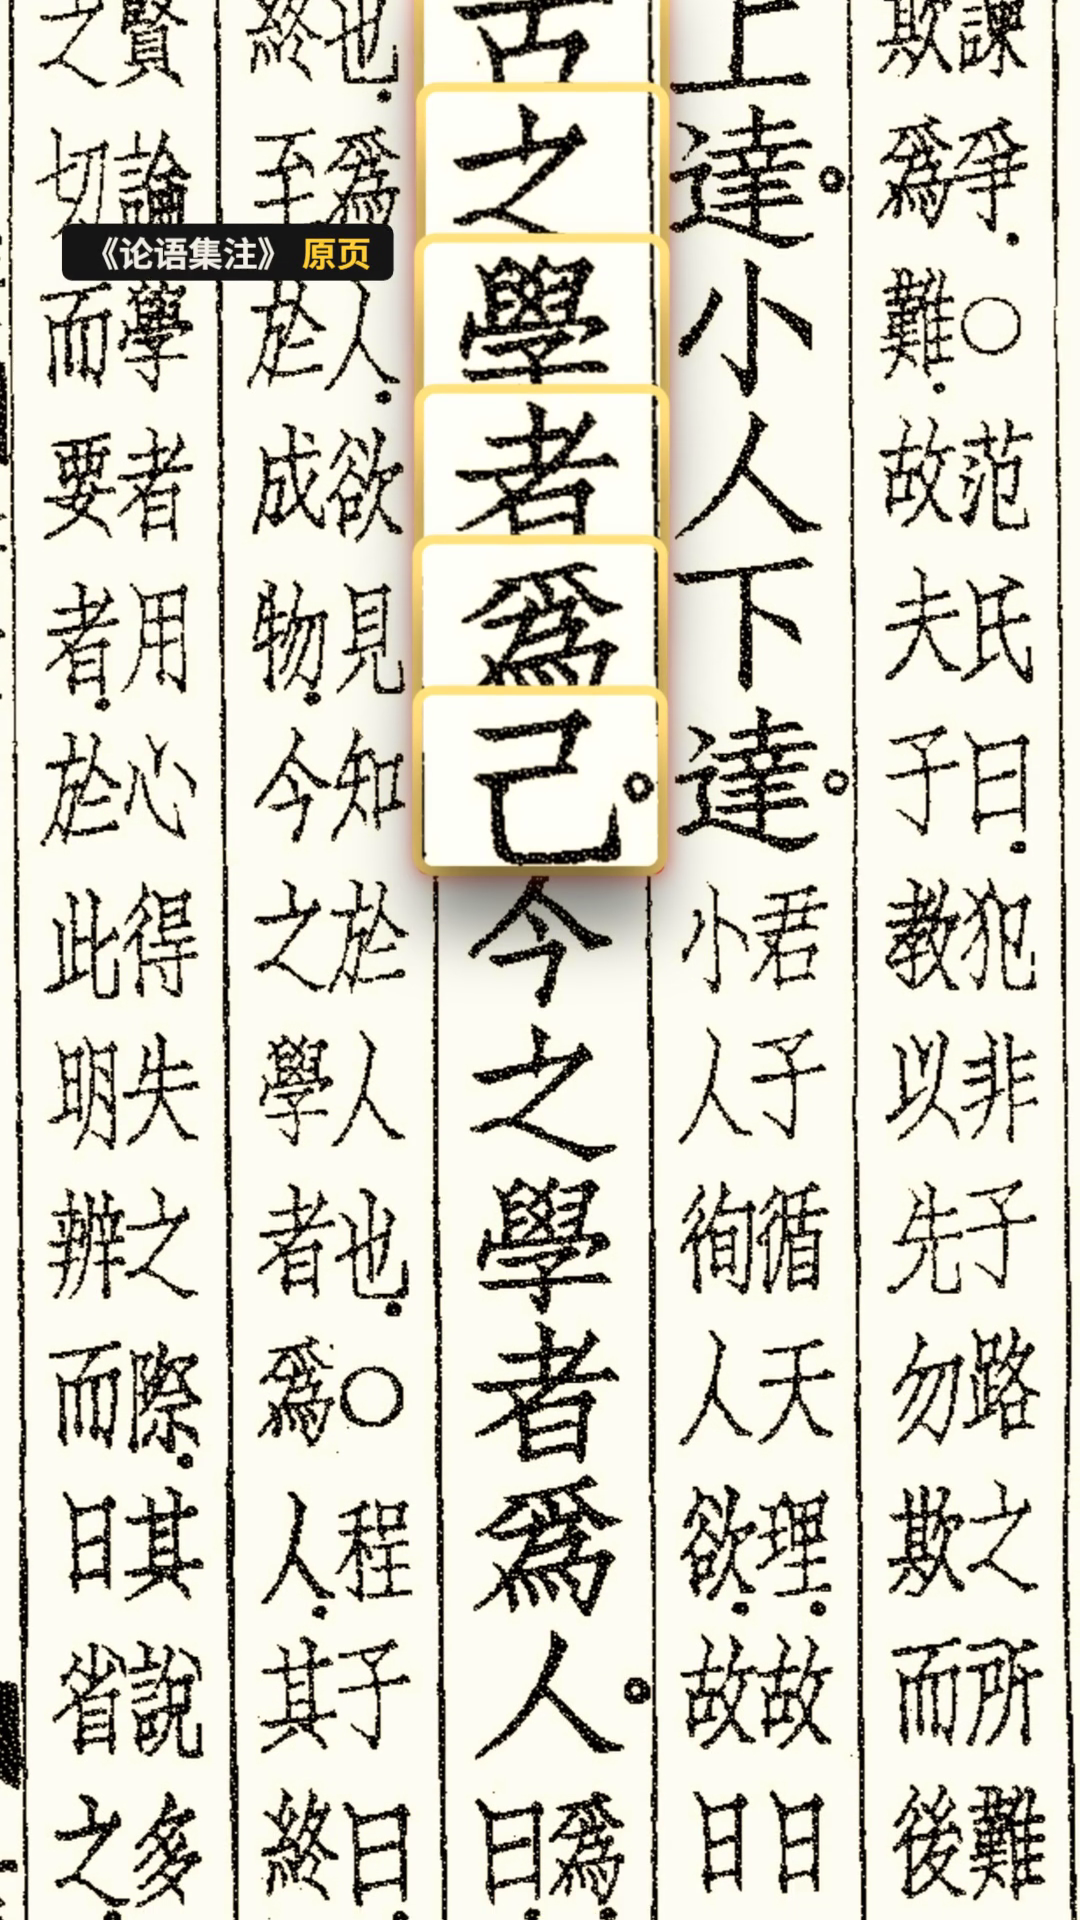 《论语集注》 原页
諫爭○范氏曰犯非子路之所難
欺爲難故夫子教以先勿欺而後
上達小人下達
君子循天理故日
小人徇人欲故日
古之學者爲己今之學者爲人
爲
曰
也爲人欲見知於人也○程子曰
終至於成物今之學者爲人其終
賢論學者用心得失之際其說多
之切而要者於此明辨而日省之